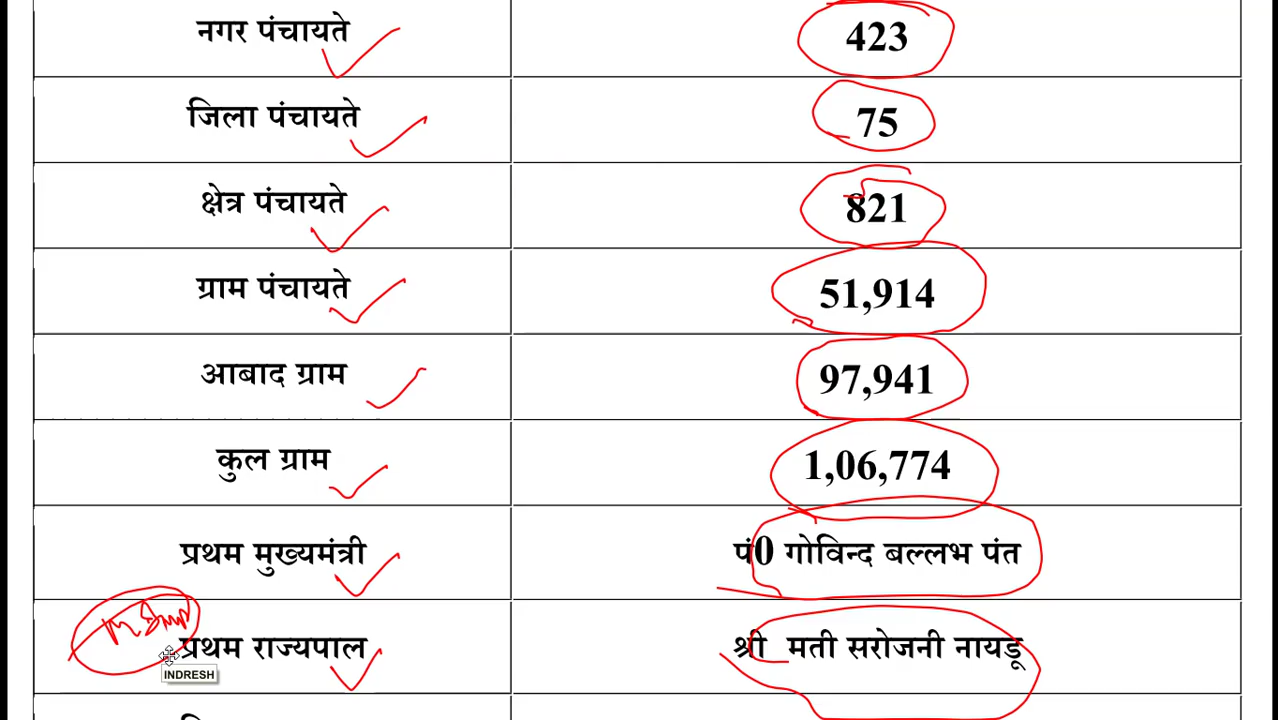 नगर पंचायते 423
जिला पंचायते 75
क्षेत्र पंचायते 821
ग्राम पंचायते 51,914
आबाद ग्राम 97,941
कुल ग्राम 1,06,774
प्रथम मुख्यमंत्री पं0 गोविन्द बल्लभ पंत
प्रथम राज्यपाल श्री मती सरोजनी नायडू
INDRESH